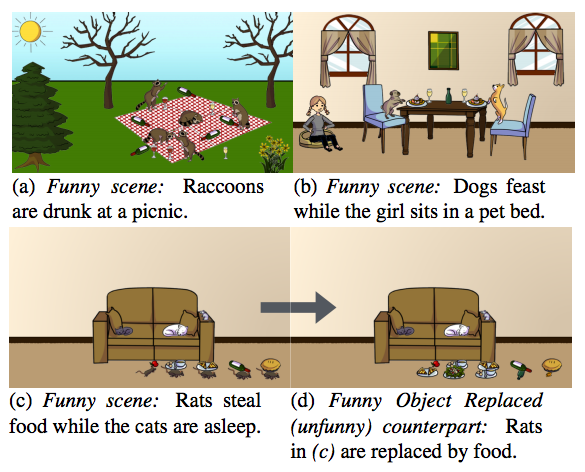 (a) Funny scene: Raccoons
are drunk at a picnic.
(b) Funny scene: Dogs feast
while the girl sits in a pet bed.
(c) Funny scene: Rats steal
food while the cats are asleep.
(d) Funny Object Replaced
(unfunny) counterpart: Rats
in (c) are replaced by food.